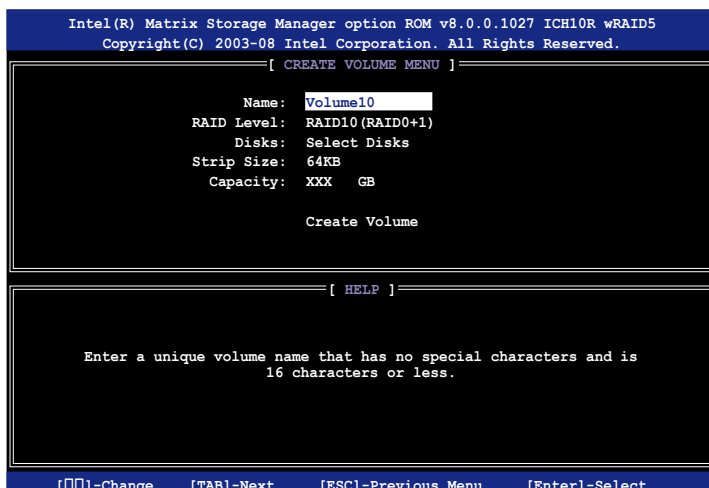 Intel(R) Matrix Storage Manager option ROM v8.0.0.1027 ICH10R wRAID5
Copyright(C) 2003-08 Intel Corporation. All Rights Reserved.
[ CREATE VOLUME MENU ]
Name: Volume10
RAID Level: RAID10(RAID0+1)
Disks: Select Disks
Strip Size: 64KB
Capacity: XXX GB
Create Volume
[ HELP ]
Enter a unique volume name that has no special characters and is
16 characters or less.
[▯▯]-Change [TAB]-Next [ESC]-Previous Menu [Enter]-Select